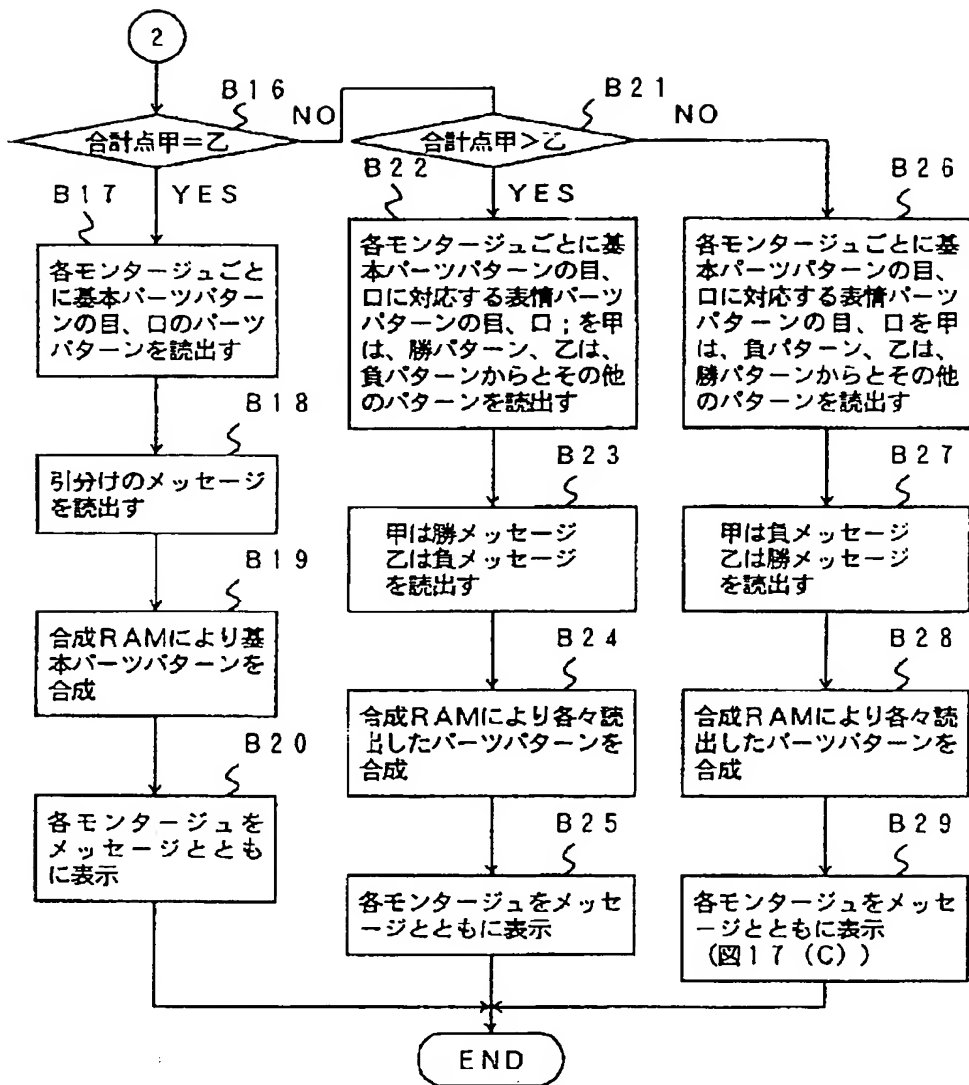 2
B16
合計点甲=乙
NO
YES
B17
各モンタージュごと
に基本パーツパター
ンの目、口のパーツ
パターンを読出す
B18
引分けのメッセージ
を読出す
B19
合成RAMにより基
本パーツパターンを
合成
B20
各モンタージュを
メッセージととも
に表示
B21
合計点甲>乙
NO
YES
B22
各モンタージュごとに基
本パーツパターンの目、
口に対応する表情パーツ
パターンの目、口;を甲
は、勝パターン、乙は、
負パターンからとその他
のパターンを読出す
B23
甲は勝メッセージ
乙は負メッセージ
を読出す
B24
合成RAMにより各々読
出したパーツパターンを
合成
B25
各モンタージュをメッセ
ージとともに表示
B26
各モンタージュごとに基
本パーツパターンの目、
口に対応する表情パーツ
パターンの目、口を甲
は、負パターン、乙は、
勝パターンからとその他
のパターンを読出す
B27
甲は負メッセージ
乙は勝メッセージ
を読出す
B28
合成RAMにより各々読
出したパーツパターンを
合成
B29
各モンタージュをメッセ
ージとともに表示
(図17(C))
END